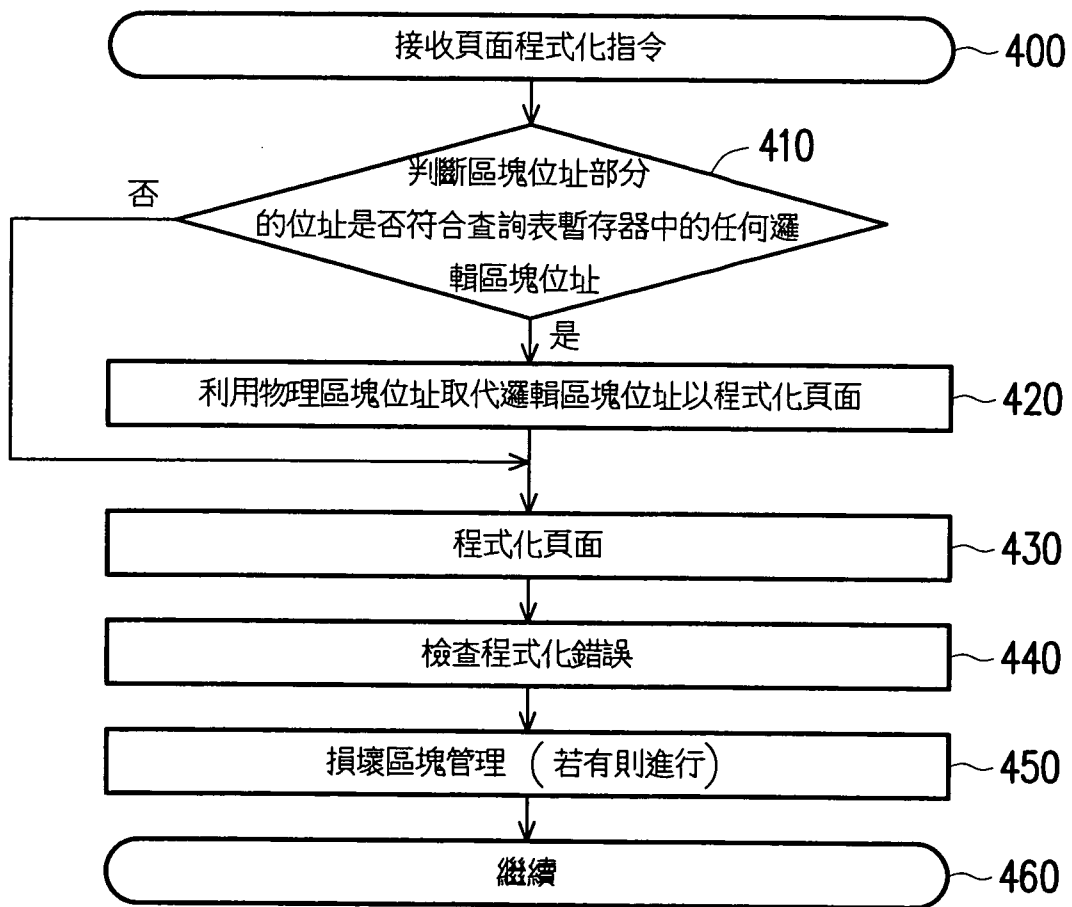 接收頁面程式化指令
400
410
判斷區塊位址部分
的位址是否符合查詢表暫存器中的任何邏
輯區塊位址
否
是
利用物理區塊位址取代邏輯區塊位址以程式化頁面
420
程式化頁面
430
檢查程式化錯誤
440
損壞區塊管理（若有則進行）
450
繼續
460